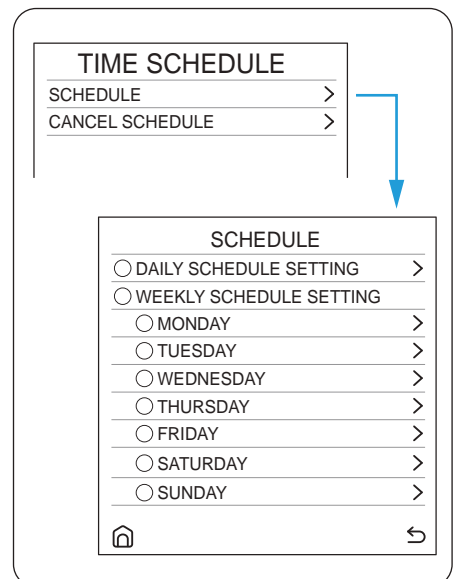 TIME SCHEDULE
SCHEDULE
CANCEL SCHEDULE
SCHEDULE
DAILY SCHEDULE SETTING
WEEKLY SCHEDULE SETTING
MONDAY
TUESDAY
WEDNESDAY
THURSDAY
FRIDAY
SATURDAY
SUNDAY